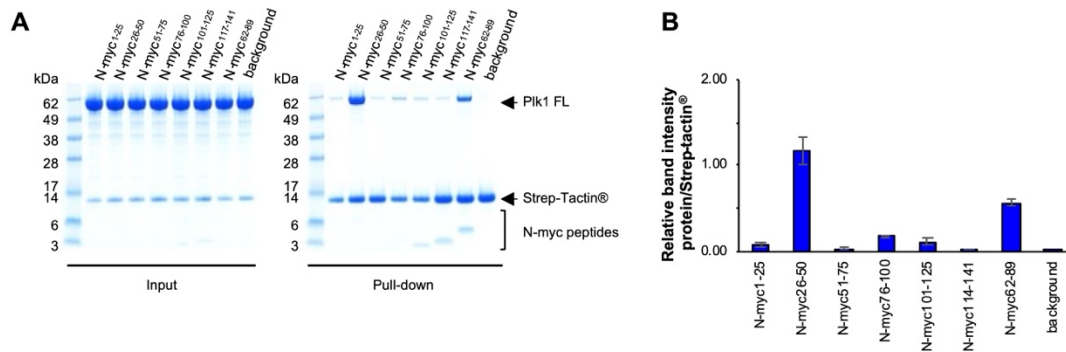 A
N-myc1-25
N-myc26-50
N-myc51-75
N-myc76-100
N-myc101-125
N-myc117-141
N-myc62-89
background
kDa
62
49
38
28
17
14
6
3
Input
N-myc1-25
N-myc26-50
N-myc51-75
N-myc76-100
N-myc101-125
N-myc117-141
N-myc62-89
background
kDa
62
49
38
28
17
14
6
3
Plk1 FL
Strep-Tactin®
N-myc peptides
Pull-down
B
Relative band intensity
protein/Strep-tactin®
2.00
1.00
0.00
N-myc1-25
N-myc26-50
N-myc51-75
N-myc76-100
N-myc101-125
N-myc114-141
N-myc62-89
background